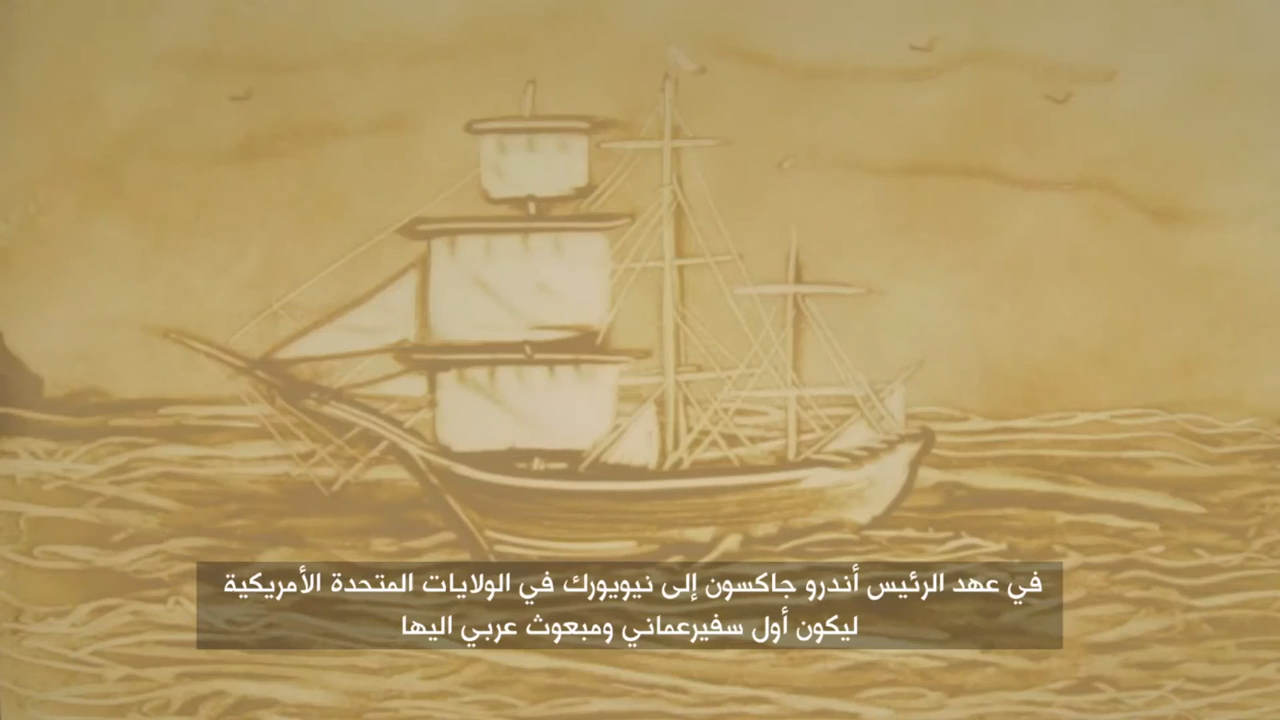 في عهد الرئيس أندرو جاكسون إلى نيويورك في الولايات المتحدة الأمريكية
ليكون أول سفيرعماني ومبعوث عربي اليها